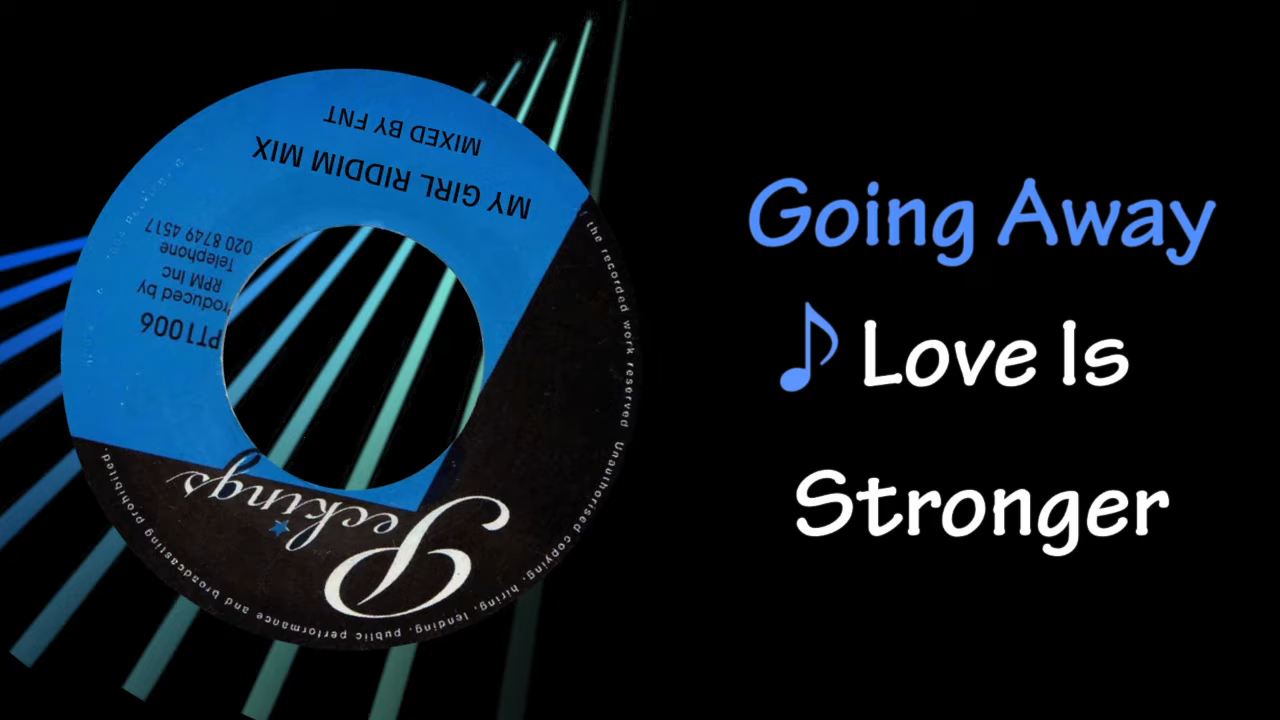 MY GIRL RIDDIM MIX
MIXED BY FNT
PT1006
roduced by
RPM Inc
Telephone
020 8749 4517
Peckings
the recorded work reserved Unauthorised copying, hiring, lending, public performance and broadcasting prohibited.
Going Away
♪ Love Is
Stronger